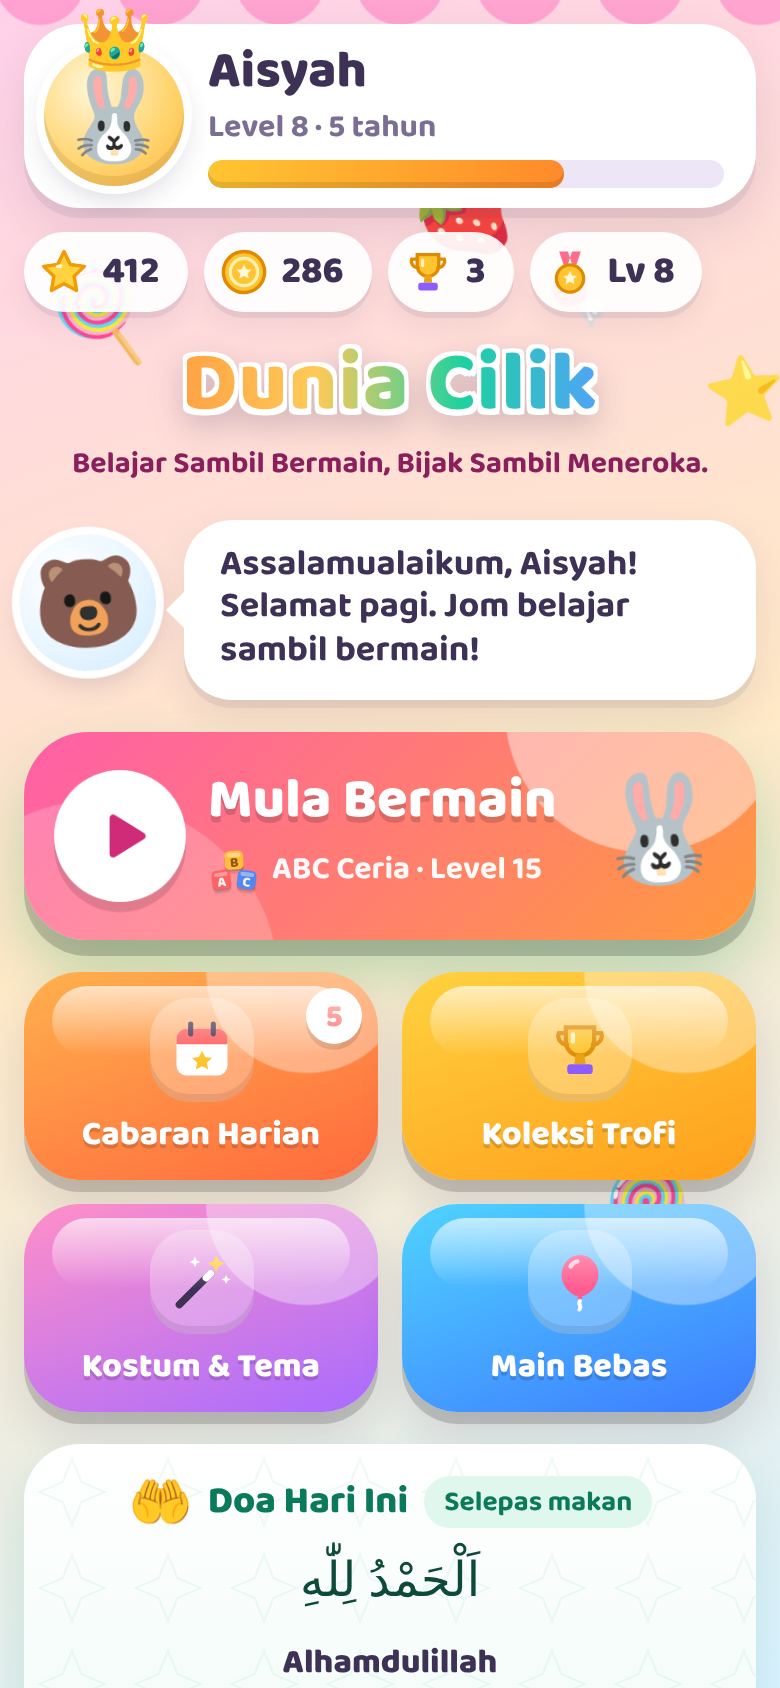 Aisyah
Level 8 · 5 tahun
412
286
3
Lv 8
Dunia Cilik
Belajar Sambil Bermain, Bijak Sambil Meneroka.
Assalamualaikum, Aisyah!
Selamat pagi. Jom belajar
sambil bermain!
Mula Bermain
A B C
ABC Ceria · Level 15
5
Cabaran Harian
Koleksi Trofi
Kostum & Tema
Main Bebas
Doa Hari Ini
Selepas makan
اَلْحَمْدُ لِلّٰهِ
Alhamdulillah